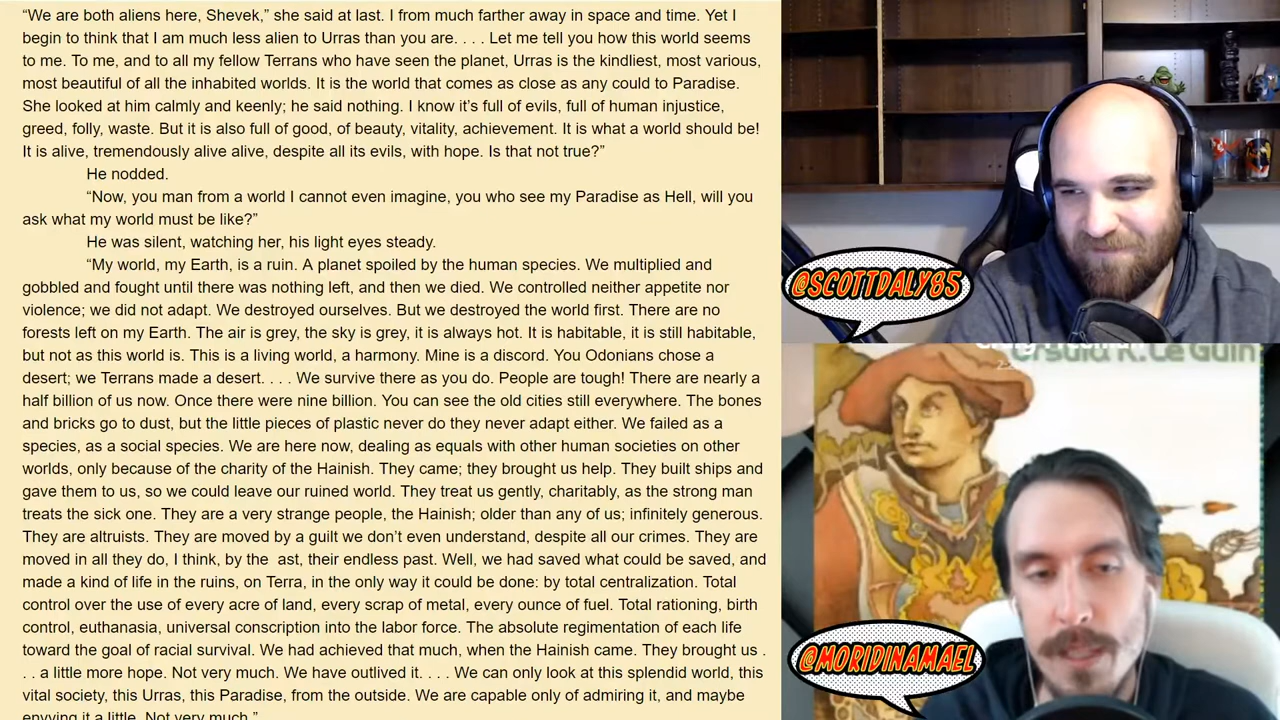 “We are both aliens here, Shevek,” she said at last. I from much farther away in space and time. Yet I
begin to think that I am much less alien to Urras than you are. . . . Let me tell you how this world seems
to me. To me, and to all my fellow Terrans who have seen the planet, Urras is the kindliest, most various,
most beautiful of all the inhabited worlds. It is the world that comes as close as any could to Paradise.
She looked at him calmly and keenly; he said nothing. I know it’s full of evils, full of human injustice,
greed, folly, waste. But it is also full of good, of beauty, vitality, achievement. It is what a world should be!
It is alive, tremendously alive alive, despite all its evils, with hope. Is that not true?”
He nodded.
“Now, you man from a world I cannot even imagine, you who see my Paradise as Hell, will you
ask what my world must be like?”
He was silent, watching her, his light eyes steady.
“My world, my Earth, is a ruin. A planet spoiled by the human species. We multiplied and
gobbled and fought until there was nothing left, and then we died. We controlled neither appetite nor
violence; we did not adapt. We destroyed ourselves. But we destroyed the world first. There are no
forests left on my Earth. The air is grey, the sky is grey, it is always hot. It is habitable, it is still habitable,
but not as this world is. This is a living world, a harmony. Mine is a discord. You Odonians chose a
desert; we Terrans made a desert. . . . We survive there as you do. People are tough! There are nearly a
half billion of us now. Once there were nine billion. You can see the old cities still everywhere. The bones
and bricks go to dust, but the little pieces of plastic never do they never adapt either. We failed as a
species, as a social species. We are here now, dealing as equals with other human societies on other
worlds, only because of the charity of the Hainish. They came; they brought us help. They built ships and
gave them to us, so we could leave our ruined world. They treat us gently, charitably, as the strong man
treats the sick one. They are a very strange people, the Hainish; older than any of us; infinitely generous.
They are altruists. They are moved by a guilt we don’t even understand, despite all our crimes. They are
moved in all they do, I think, by the ast, their endless past. Well, we had saved what could be saved, and
made a kind of life in the ruins, on Terra, in the only way it could be done: by total centralization. Total
control over the use of every acre of land, every scrap of metal, every ounce of fuel. Total rationing, birth
control, euthanasia, universal conscription into the labor force. The absolute regimentation of each life
toward the goal of racial survival. We had achieved that much, when the Hainish came. They brought us .
. . a little more hope. Not very much. We have outlived it. . . . We can only look at this splendid world, this
vital society, this Urras, this Paradise, from the outside. We are capable only of admiring it, and maybe
envying it a little. Not very much.”
@SCOTTDALY85
Ursula K. Le Guin
@MORIDINAMAEL